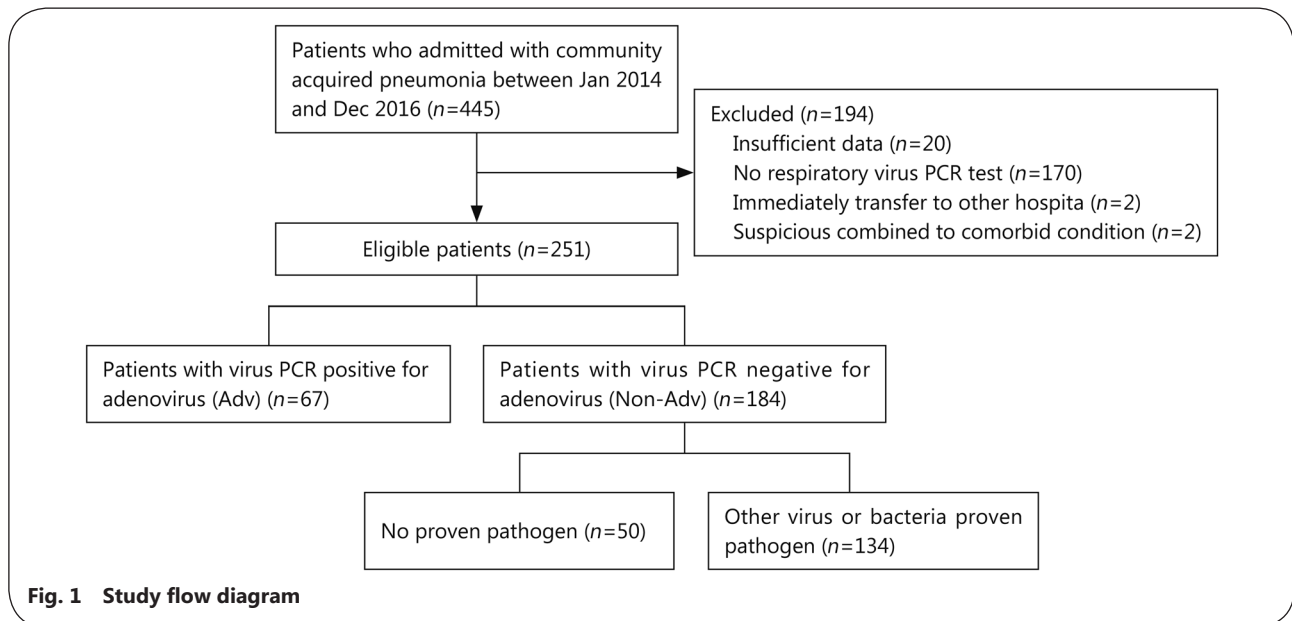 Patients who admitted with community
acquired pneumonia between Jan 2014
and Dec 2016 (n=445)
Excluded (n=194)
Insufficient data (n=20)
No respiratory virus PCR test (n=170)
Immediately transfer to other hospita (n=2)
Suspicious combined to comorbid condition (n=2)
Eligible patients (n=251)
Patients with virus PCR positive for
adenovirus (Adv) (n=67)
Patients with virus PCR negative for
adenovirus (Non-Adv) (n=184)
No proven pathogen (n=50)
Other virus or bacteria proven
pathogen (n=134)
Fig. 1 Study flow diagram